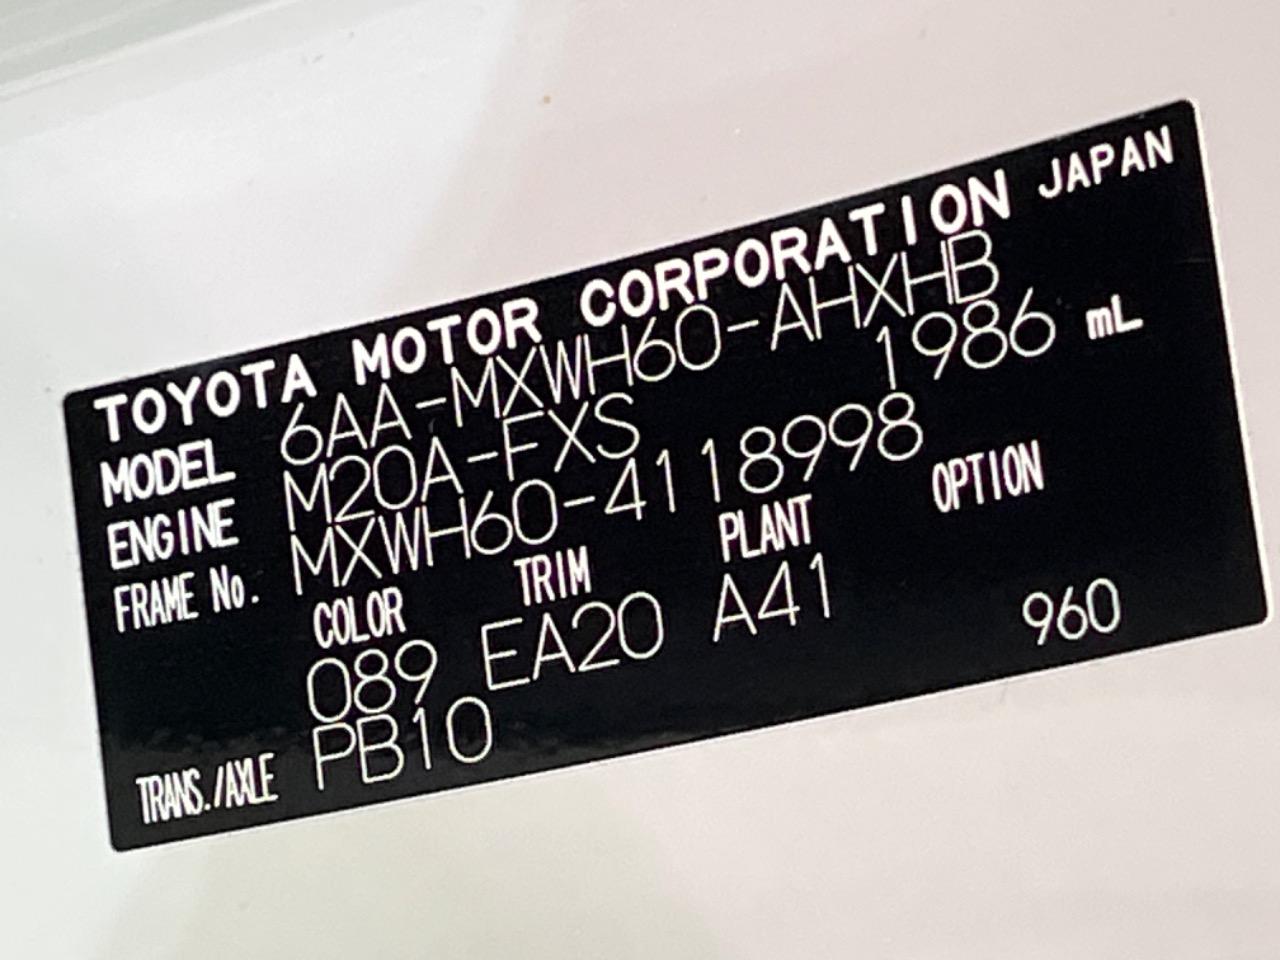 TOYOTA MOTOR CORPORATION JAPAN
MODEL 6AA-MXWH60-AHXHB
ENGINE M20A-FXS 1986 mL
FRAME No. MXWH60-4118998
COLOR TRIM PLANT OPTION
089 EA20 A41 960
TRANS./AXLE PB10